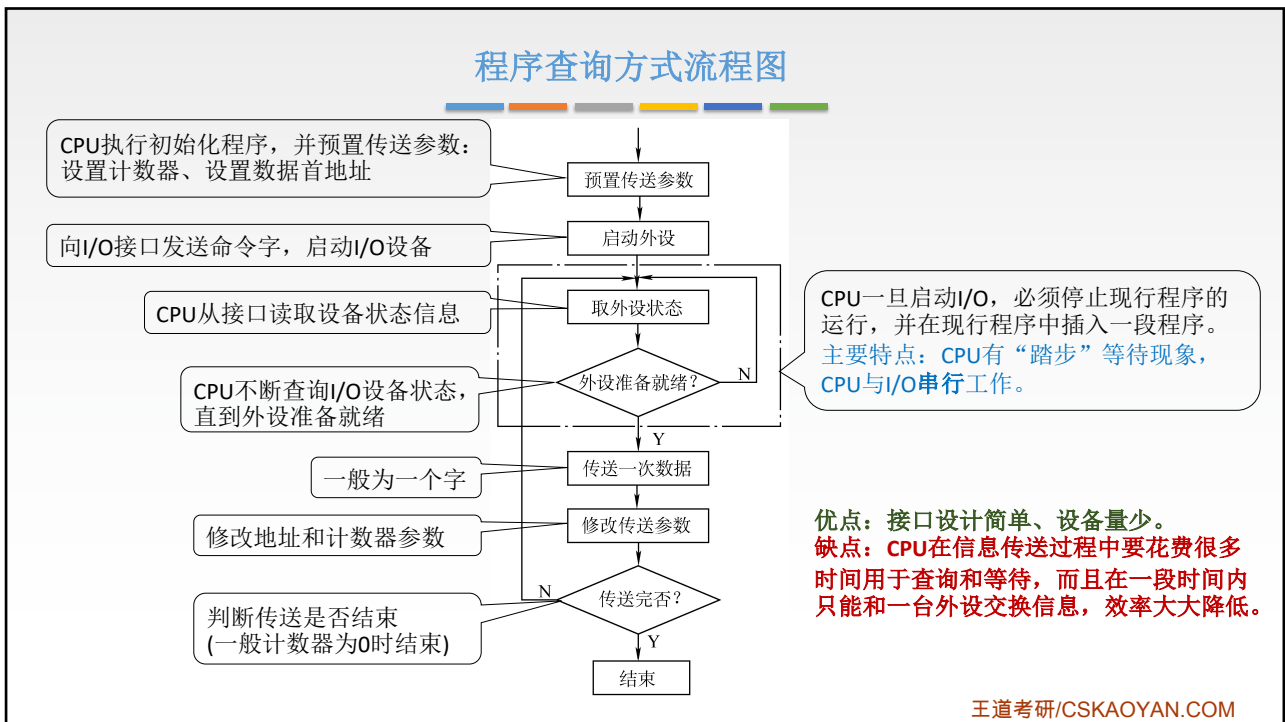 程序查询方式流程图
CPU执行初始化程序，并预置传送参数：
设置计数器、设置数据首地址
预置传送参数
向I/O接口发送命令字，启动I/O设备
启动外设
CPU从接口读取设备状态信息
取外设状态
CPU一旦启动I/O，必须停止现行程序的
运行，并在现行程序中插入一段程序。
主要特点：CPU有“踏步”等待现象，
CPU与I/O串行工作。
CPU不断查询I/O设备状态，
直到外设准备就绪
外设准备就绪？
N
Y
一般为一个字
传送一次数据
修改地址和计数器参数
修改传送参数
优点：接口设计简单、设备量少。
缺点：CPU在信息传送过程中要花费很多
时间用于查询和等待，而且在一段时间内
只能和一台外设交换信息，效率大大降低。
判断传送是否结束
(一般计数器为0时结束)
N
传送完否？
Y
结束
王道考研/CSKAOYAN.COM